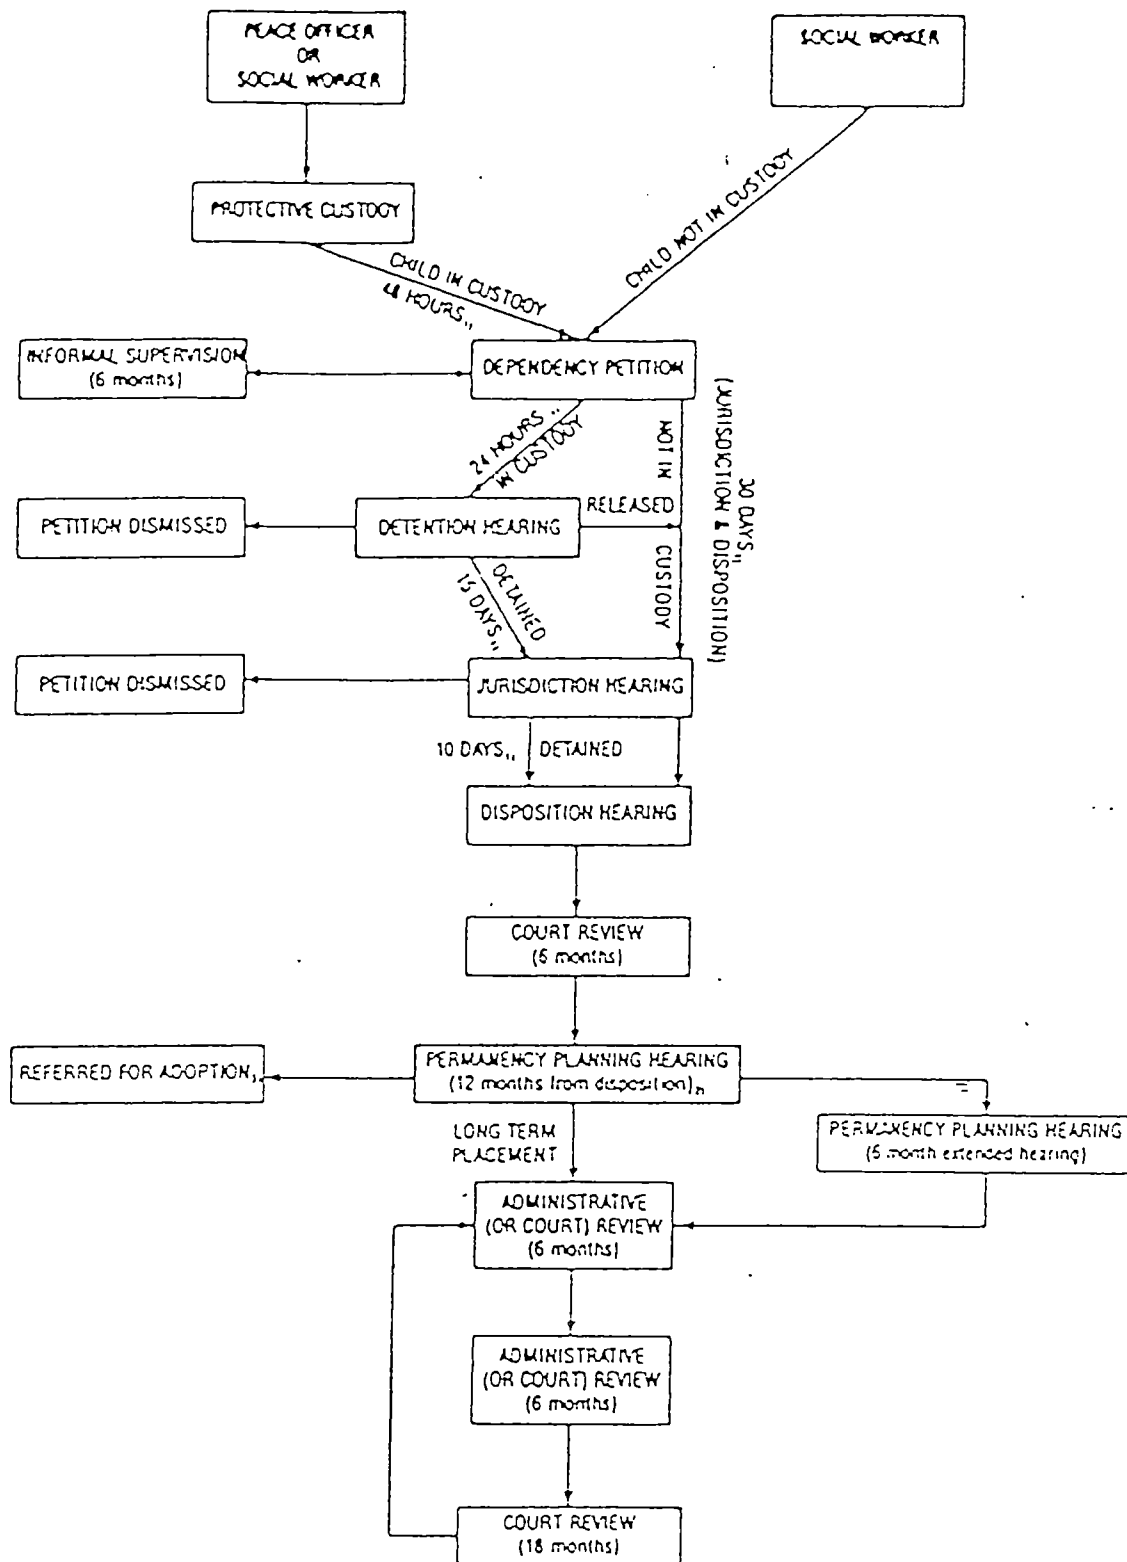 PEACE OFFICER
OR
SOCIAL WORKER
SOCIAL WORKER
PROTECTIVE CUSTODY
CHILD IN CUSTODY
48 HOURS
CHILD NOT IN CUSTODY
INFORMAL SUPERVISION
(6 months)
DEPENDENCY PETITION
24 HOURS
IN CUSTODY
NOT IN
CUSTODY
30 DAYS
(JURISDICTION & DISPOSITION)
PETITION DISMISSED
DETENTION HEARING
RELEASED
DETAINED
15 DAYS
PETITION DISMISSED
JURISDICTION HEARING
10 DAYS
DETAINED
DISPOSITION HEARING
COURT REVIEW
(6 months)
REFERRED FOR ADOPTION
PERMANENCY PLANNING HEARING
(12 months from disposition)
LONG TERM
PLACEMENT
PERMANENCY PLANNING HEARING
(6 month extended hearing)
ADMINISTRATIVE
(OR COURT) REVIEW
(6 months)
ADMINISTRATIVE
(OR COURT) REVIEW
(6 months)
COURT REVIEW
(18 months)